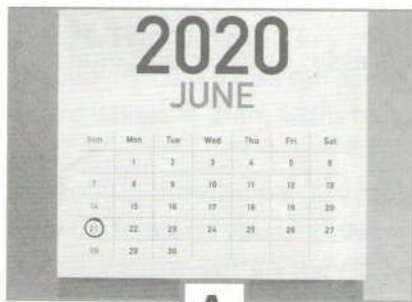 2020
JUNE
Sun Mon Tue Wed Thu Fri Sat
1 2 3 4 5 6
7 8 9 10 11 12 13
14 15 16 17 18 19 20
21 22 23 24 25 26 27
28 29 30
A